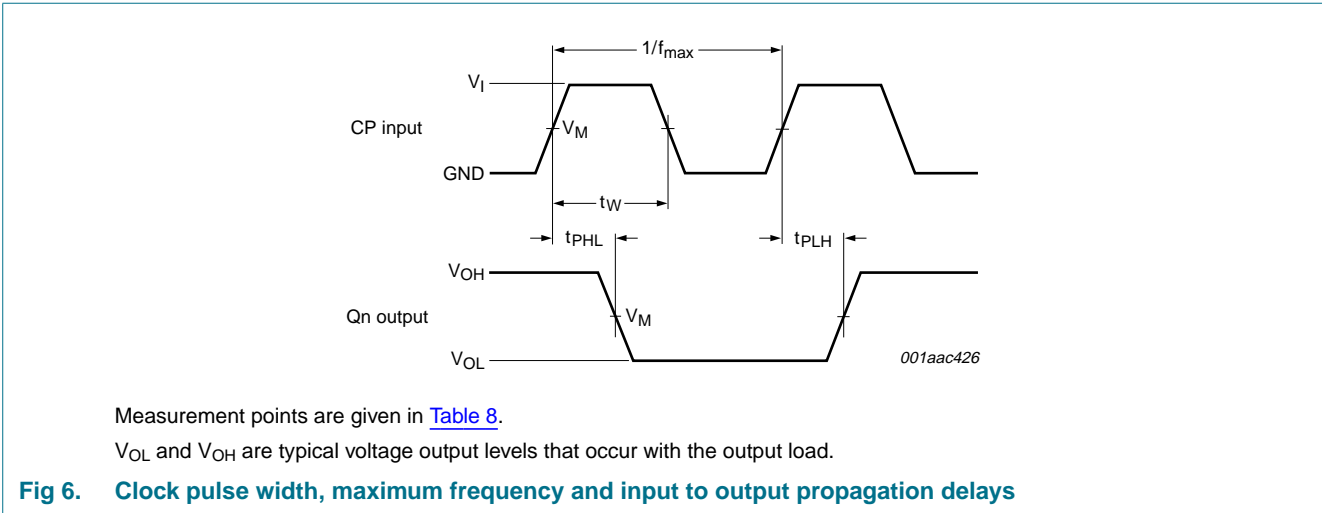 1/fmax
VI
CP input
VM
GND
tW
tPHL
tPLH
VOH
Qn output
VM
VOL
001aac426
Measurement points are given in Table 8.
VOL and VOH are typical voltage output levels that occur with the output load.
Fig 6. Clock pulse width, maximum frequency and input to output propagation delays